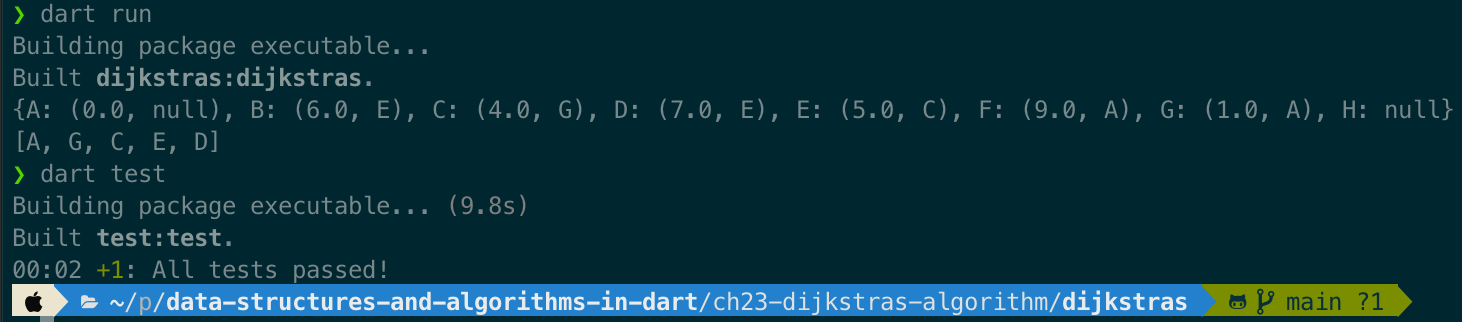 ❯ dart run
Building package executable...
Built dijkstras:dijkstras.
{A: (0.0, null), B: (6.0, E), C: (4.0, G), D: (7.0, E), E: (5.0, C), F: (9.0, A), G: (1.0, A), H: null}
[A, G, C, E, D]
❯ dart test
Building package executable... (9.8s)
Built test:test.
00:02 +1: All tests passed!
~/p/data-structures-and-algorithms-in-dart/ch23-dijkstras-algorithm/dijkstras main ?1